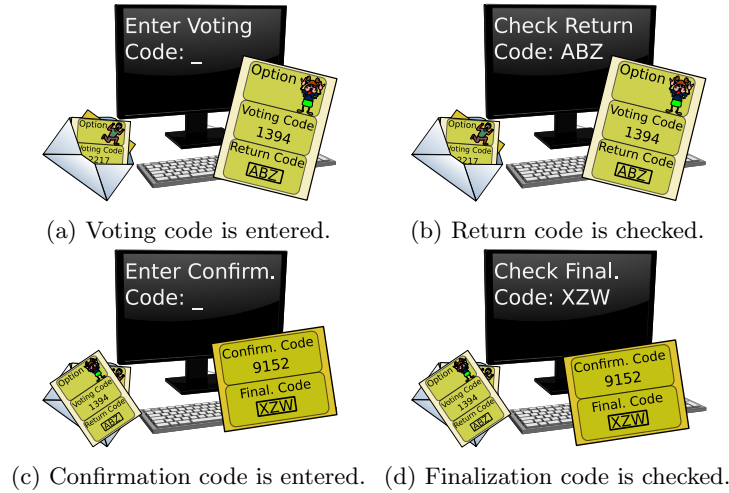 Enter Voting
Code: _
Option
Voting Code
1394
Return Code
ABZ
Option
Voting Code
2217
(a) Voting code is entered.
Check Return
Code: ABZ
Option
Voting Code
1394
Return Code
ABZ
Option
Voting Code
2217
(b) Return code is checked.
Enter Confirm.
Code: _
Confirm. Code
9152
Final. Code
XZW
Option
Voting Code
1394
Return Code
ABZ
(c) Confirmation code is entered.
Check Final.
Code: XZW
Confirm. Code
9152
Final. Code
XZW
Option
Voting Code
1394
Return Code
ABZ
(d) Finalization code is checked.